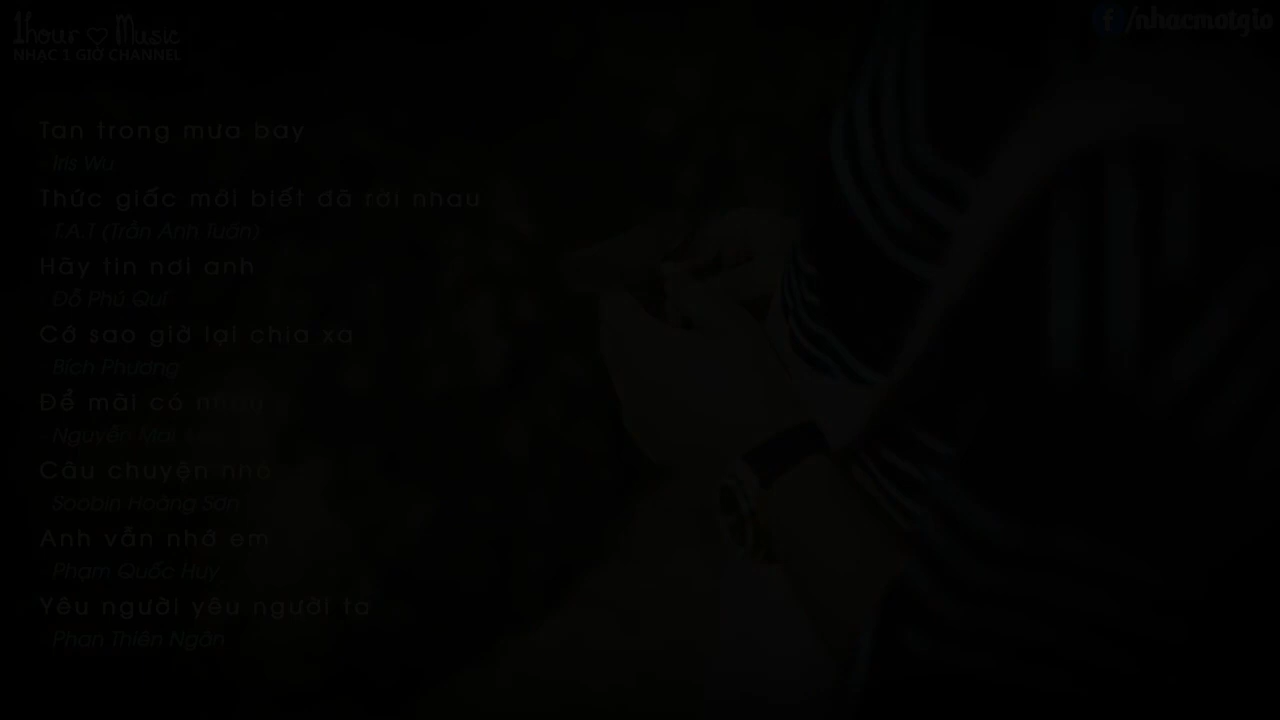 1hour ♡ Music
NHẠC 1 GIỜ CHANNEL
/nhacmotgio
Tan trong mưa bay
- Iris Wu
Thức giấc mới biết đã rời nhau
- T.A.T (Trần Anh Tuấn)
Hãy tin nơi anh
- Đỗ Phú Quí
Cớ sao giờ lại chia xa
- Bích Phương
Để mãi có nhau
- Nguyên Mai
Câu chuyện nhỏ
- Soobin Hoàng Sơn
Anh vẫn nhớ em
- Phạm Quốc Huy
Yêu người yêu người ta
- Phan Thiên Ngân